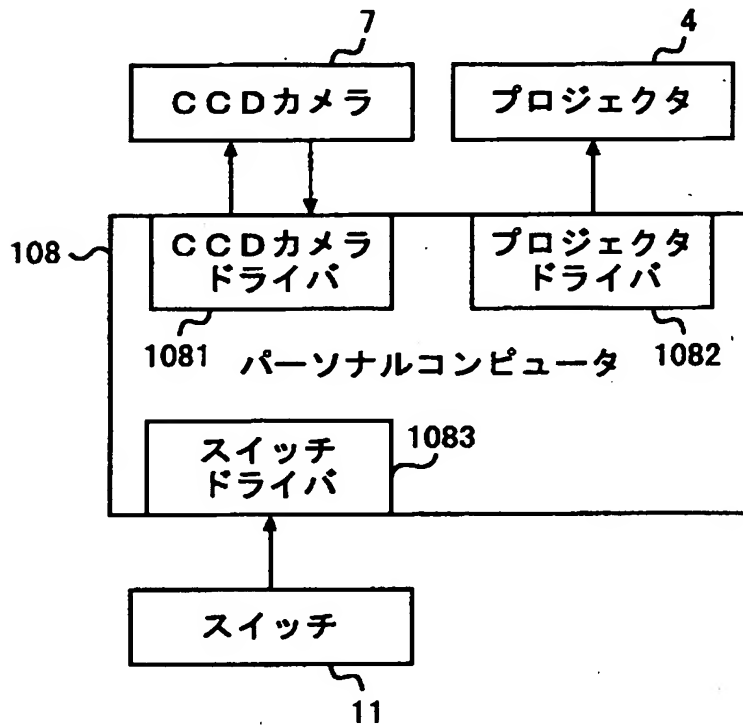 7
4
CCDカメラ
プロジェクタ
108
CCDカメラ
ドライバ
プロジェクタ
ドライバ
1081
1082
パーソナルコンピュータ
スイッチ
ドライバ
1083
スイッチ
11